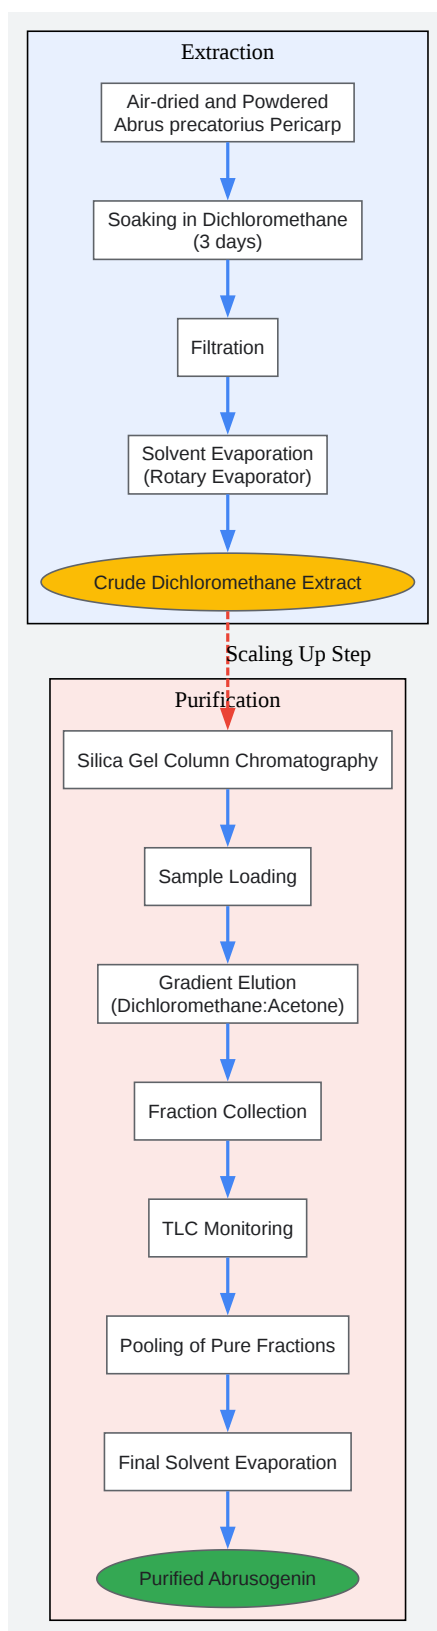 Extraction
Air-dried and Powdered
Abrus precatorius Pericarp
Soaking in Dichloromethane
(3 days)
Filtration
Solvent Evaporation
(Rotary Evaporator)
Crude Dichloromethane Extract
Scaling Up Step
Purification
Silica Gel Column Chromatography
Sample Loading
Gradient Elution
(Dichloromethane:Acetone)
Fraction Collection
TLC Monitoring
Pooling of Pure Fractions
Final Solvent Evaporation
Purified Abrusogenin